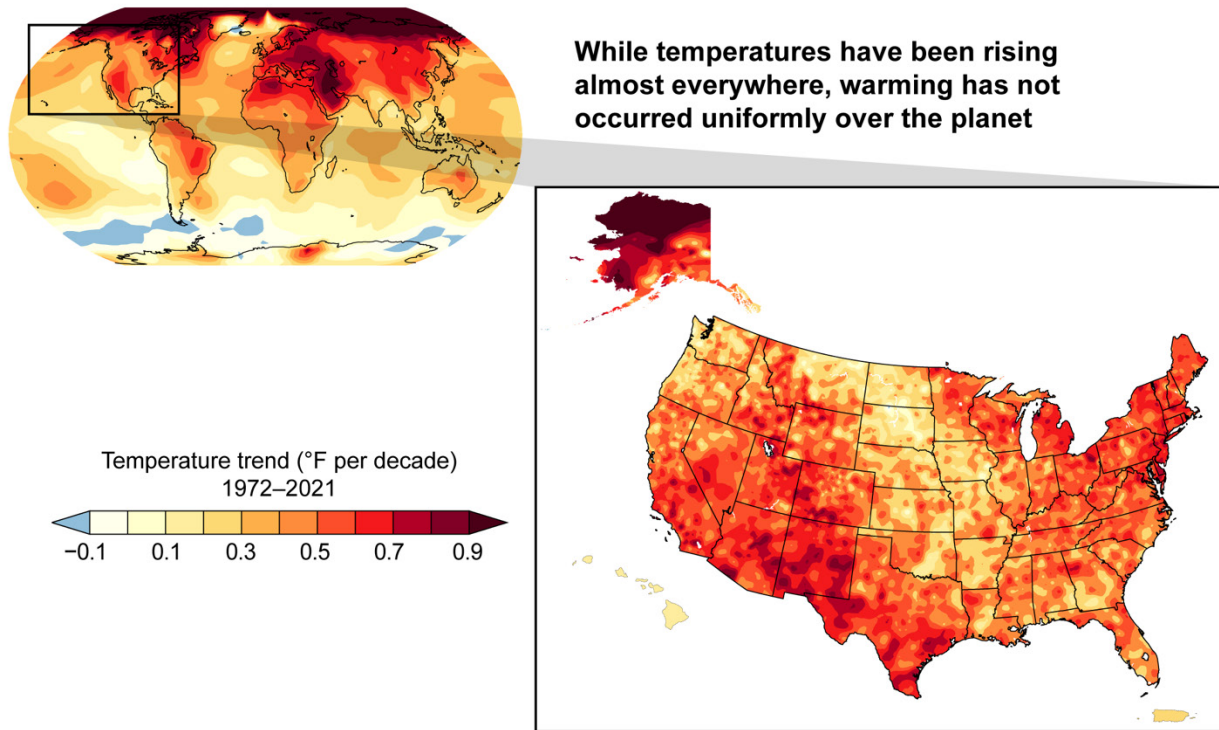 While temperatures have been rising
almost everywhere, warming has not
occurred uniformly over the planet
Temperature trend (°F per decade)
1972–2021
−0.1 0.1 0.3 0.5 0.7 0.9